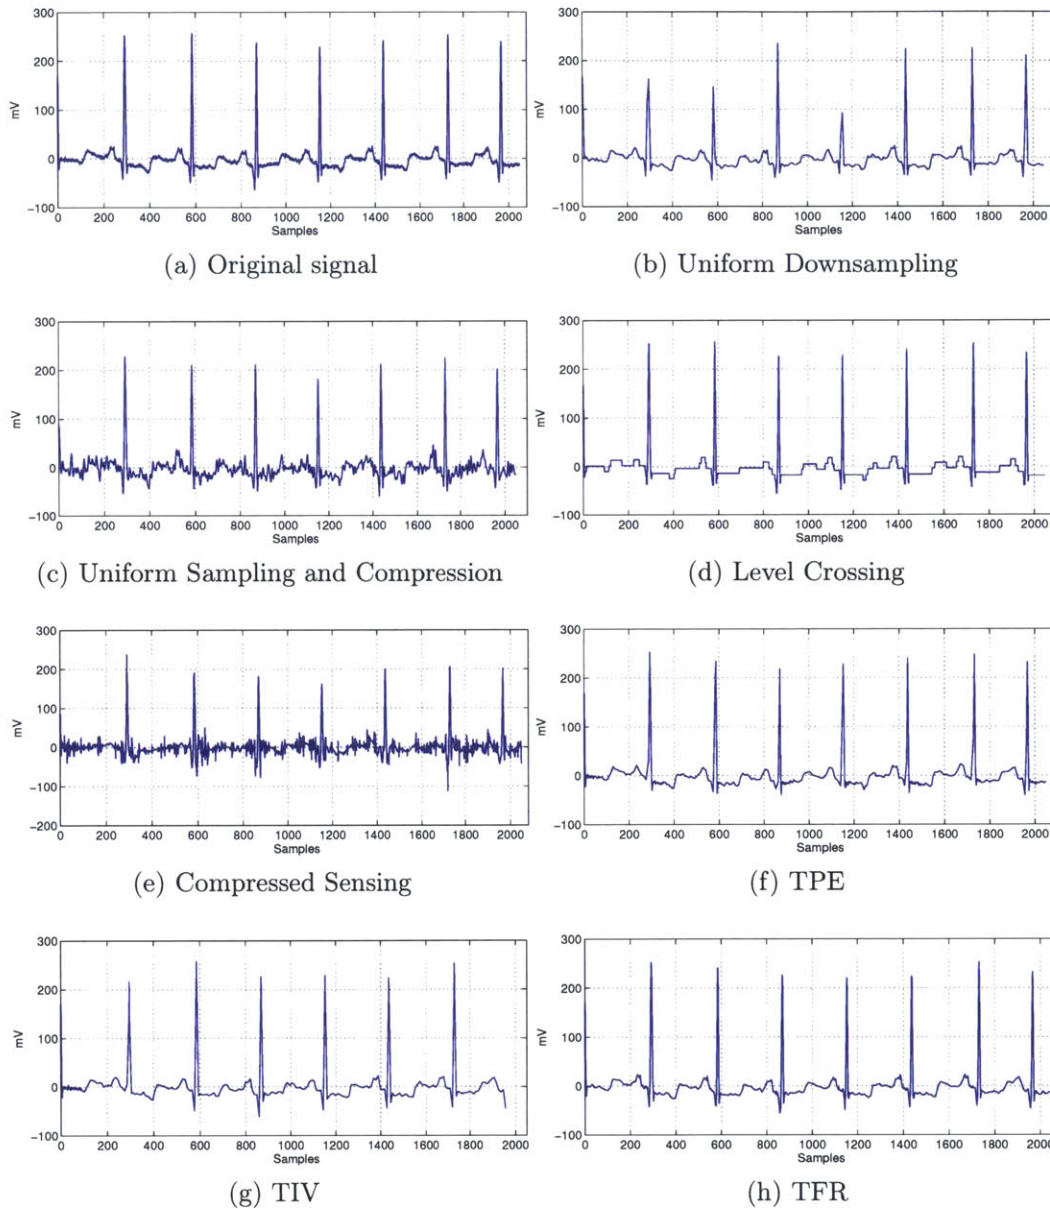 300
200
100
0
−100
mV
0 200 400 600 800 1000 1200 1400 1600 1800 2000
Samples
(a) Original signal
300
200
100
0
−100
mV
0 200 400 600 800 1000 1200 1400 1600 1800 2000
Samples
(b) Uniform Downsampling
300
200
100
0
−100
mV
0 200 400 600 800 1000 1200 1400 1600 1800 2000
Samples
(c) Uniform Sampling and Compression
300
200
100
0
−100
mV
0 200 400 600 800 1000 1200 1400 1600 1800 2000
Samples
(d) Level Crossing
300
200
100
0
−100
−200
mV
0 200 400 600 800 1000 1200 1400 1600 1800 2000
Samples
(e) Compressed Sensing
300
200
100
0
−100
mV
0 200 400 600 800 1000 1200 1400 1600 1800 2000
Samples
(f) TPE
300
200
100
0
−100
mV
0 200 400 600 800 1000 1200 1400 1600 1800 2000
Samples
(g) TIV
300
200
100
0
−100
mV
0 200 400 600 800 1000 1200 1400 1600 1800 2000
Samples
(h) TFR